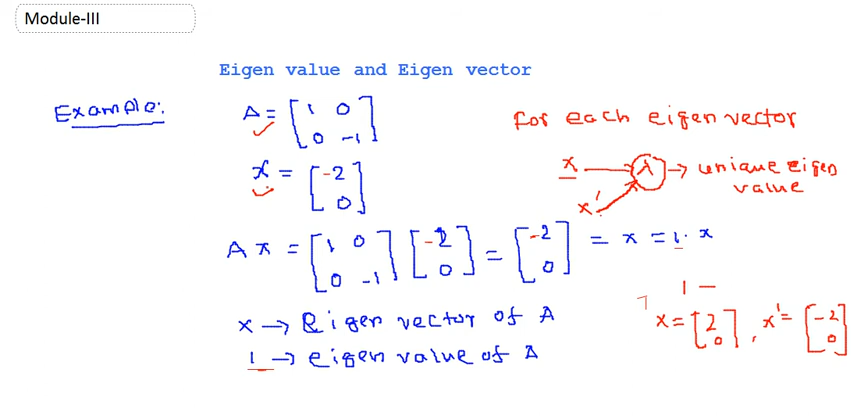 Module-III
Eigen value and Eigen vector
Example:
A = [1 0
0 -1]
x = [-2
0]
Ax = [1 0
0 -1] [-2
0] = [-2
0] = x = 1. x
x → Eigen vector of A
1 → eigen value of A
for each eigen vector
x → λ → unique eigen
value
x'
1 —
x = [2
0], x' = [-2
0]